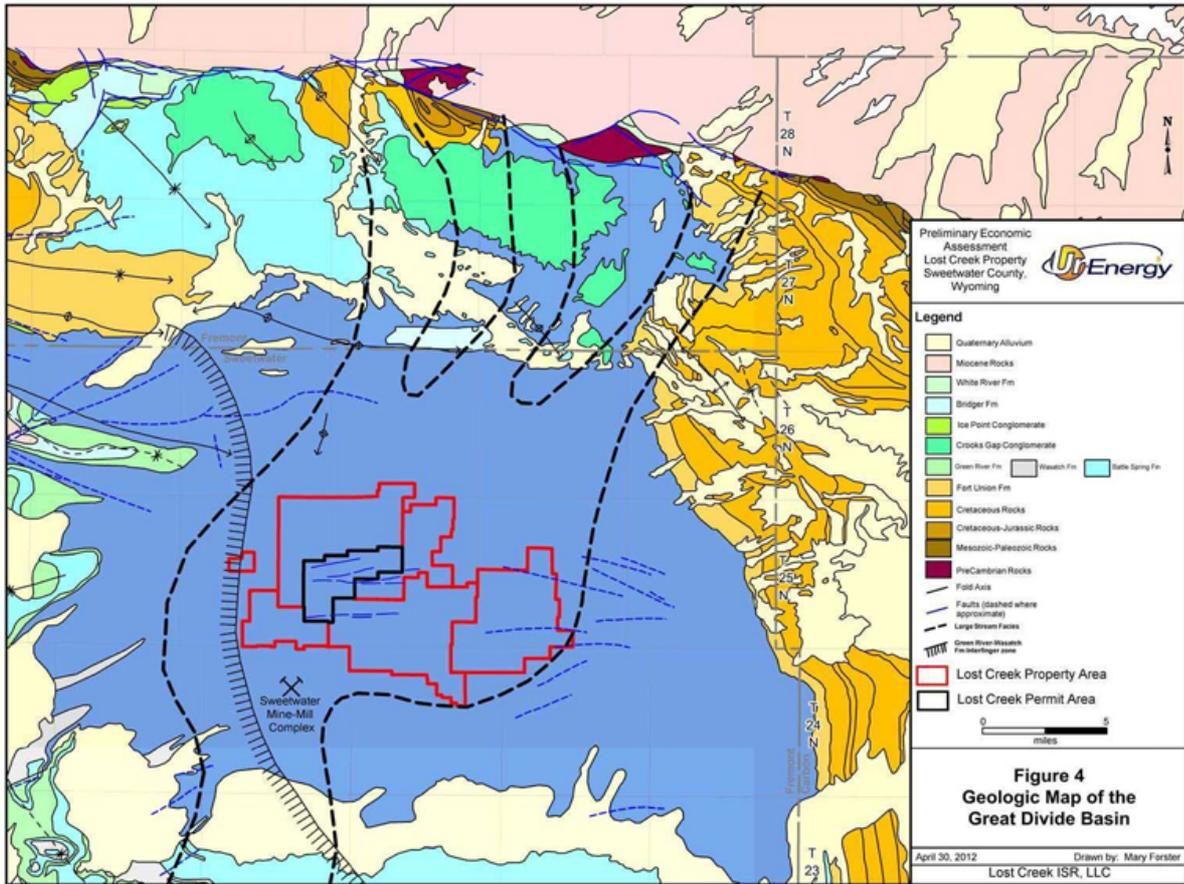 T
28
N
T
27
N
Fremont
Sweetwater
T
26
N
T
25
N
Sweetwater
Mine-Mill
Complex
T
24
N
Fremont
Carbon
T
23
N
Preliminary Economic
Assessment
Lost Creek Property
Sweetwater County,
Wyoming
Ur Energy
Legend
Quaternary Alluvium
Miocene Rocks
White River Fm
Bridger Fm
Ice Point Conglomerate
Crooks Gap Conglomerate
Green River Fm Wasatch Fm Battle Spring Fm
Fort Union Fm
Cretaceous Rocks
Cretaceous-Jurassic Rocks
Mesozoic-Paleozoic Rocks
PreCambrian Rocks
Fold Axis
Faults (dashed where
approximate)
Large Stream Facies
Green River-Wasatch
Fm Interfinger zone
Lost Creek Property Area
Lost Creek Permit Area
0 5
miles
Figure 4
Geologic Map of the
Great Divide Basin
April 30, 2012 Drawn by: Mary Forster
Lost Creek ISR, LLC